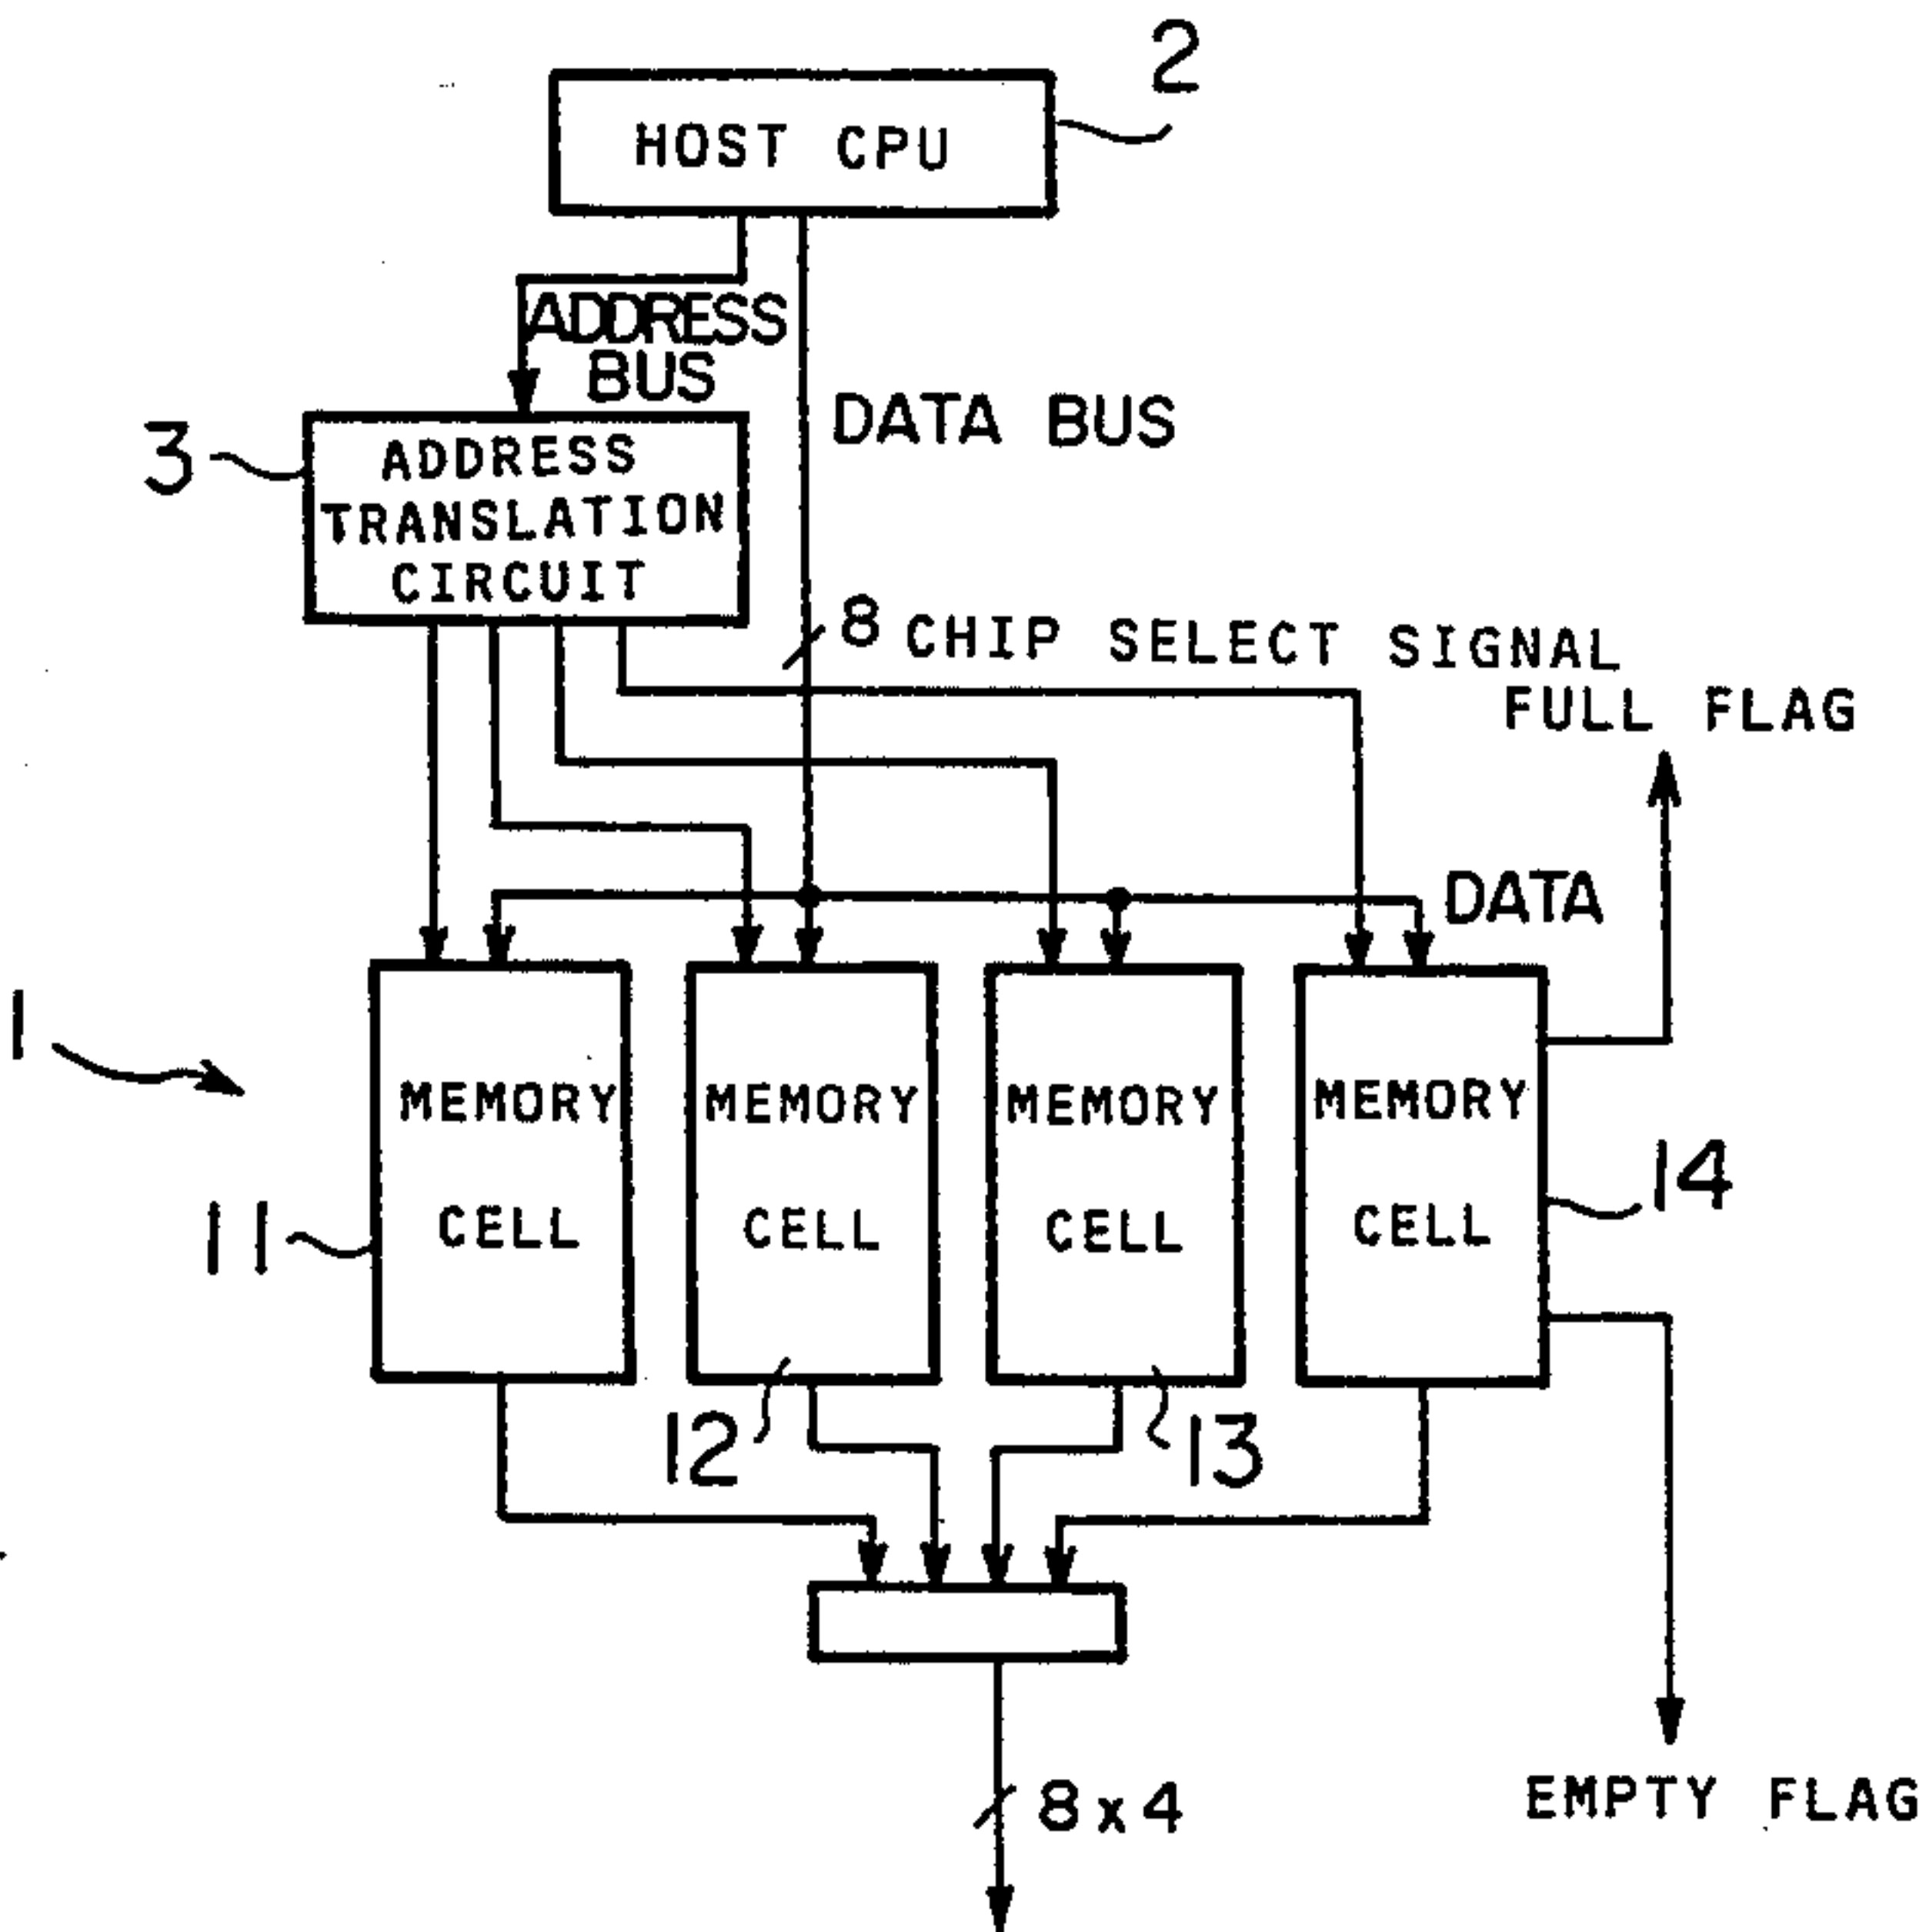 2
HOST CPU
ADDRESS
BUS
DATA BUS
3
ADDRESS
TRANSLATION
CIRCUIT
8
CHIP SELECT SIGNAL
FULL FLAG
DATA
1
MEMORY
CELL
MEMORY
CELL
MEMORY
CELL
MEMORY
CELL
11
14
12
13
8x4
EMPTY FLAG